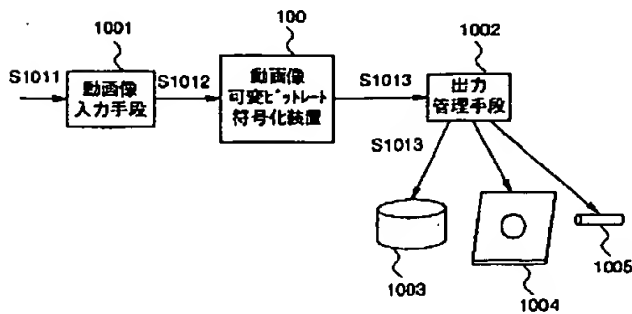 1001
100
1002
S1011
動画像
入力手段
S1012
動画像
可変ビットレート
符号化装置
S1013
出力
管理手段
S1013
1003
1004
1005